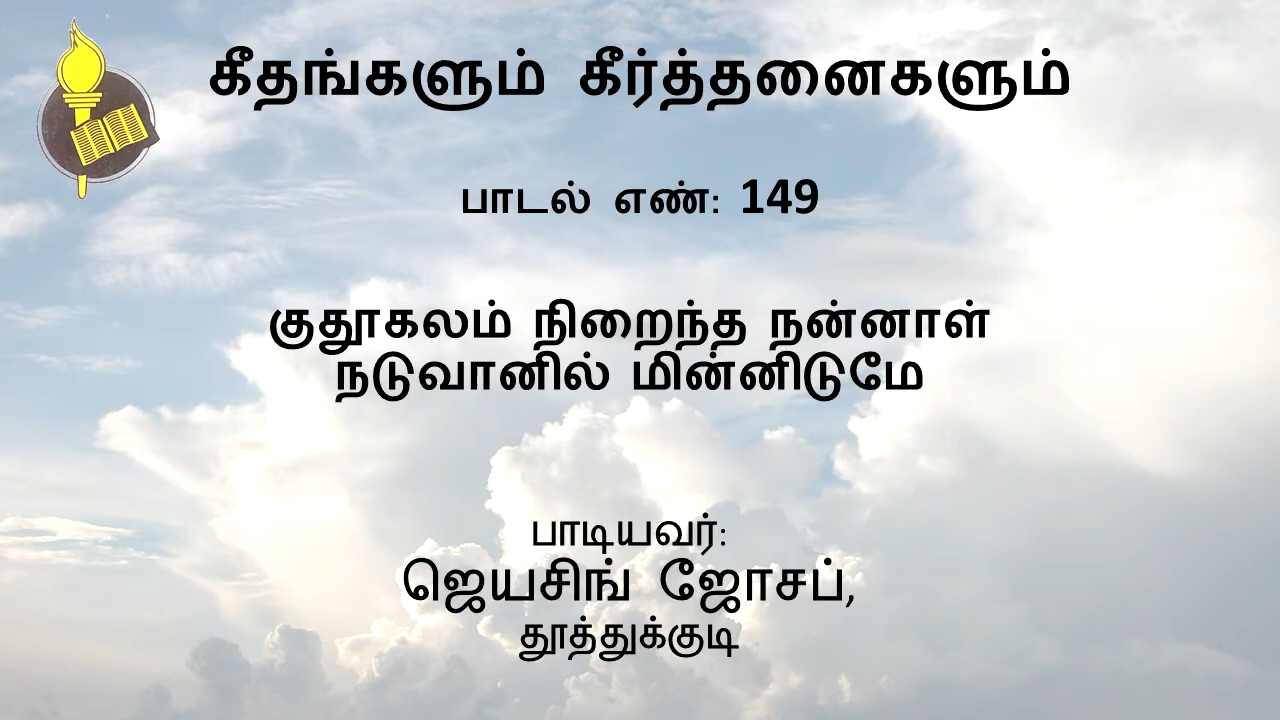 கீதங்களும் கீர்த்தனைகளும்
பாடல் எண்: 149
குதூகலம் நிறைந்த நன்னாள்
நடுவானில் மின்னிடுமே
பாடியவர்:
ஜெயசிங் ஜோசப்,
தூத்துக்குடி